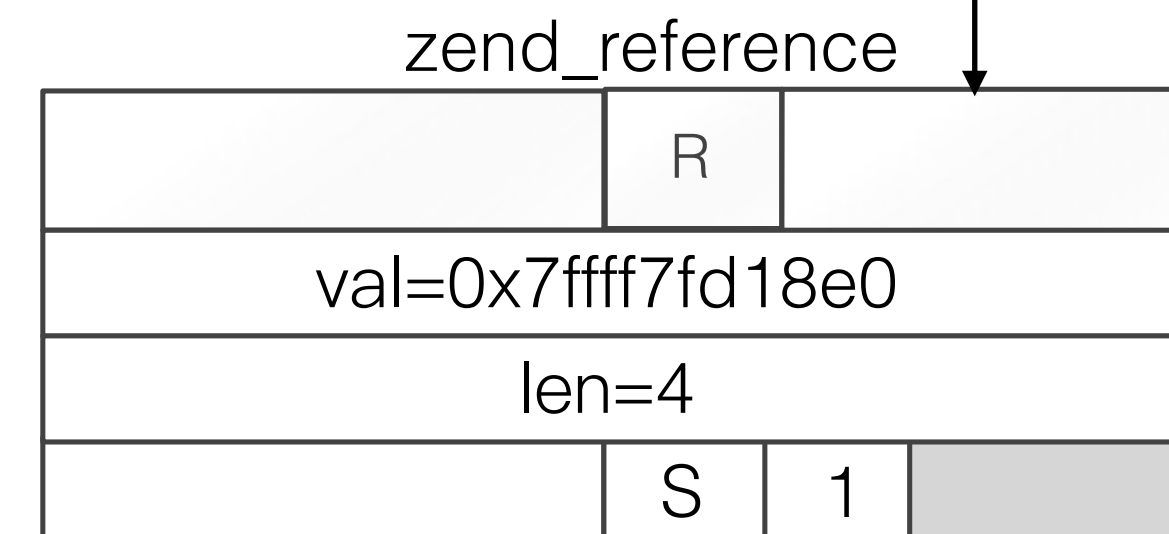 zend_reference
R
val=0x7ffff7fd18e0
len=4
S 1